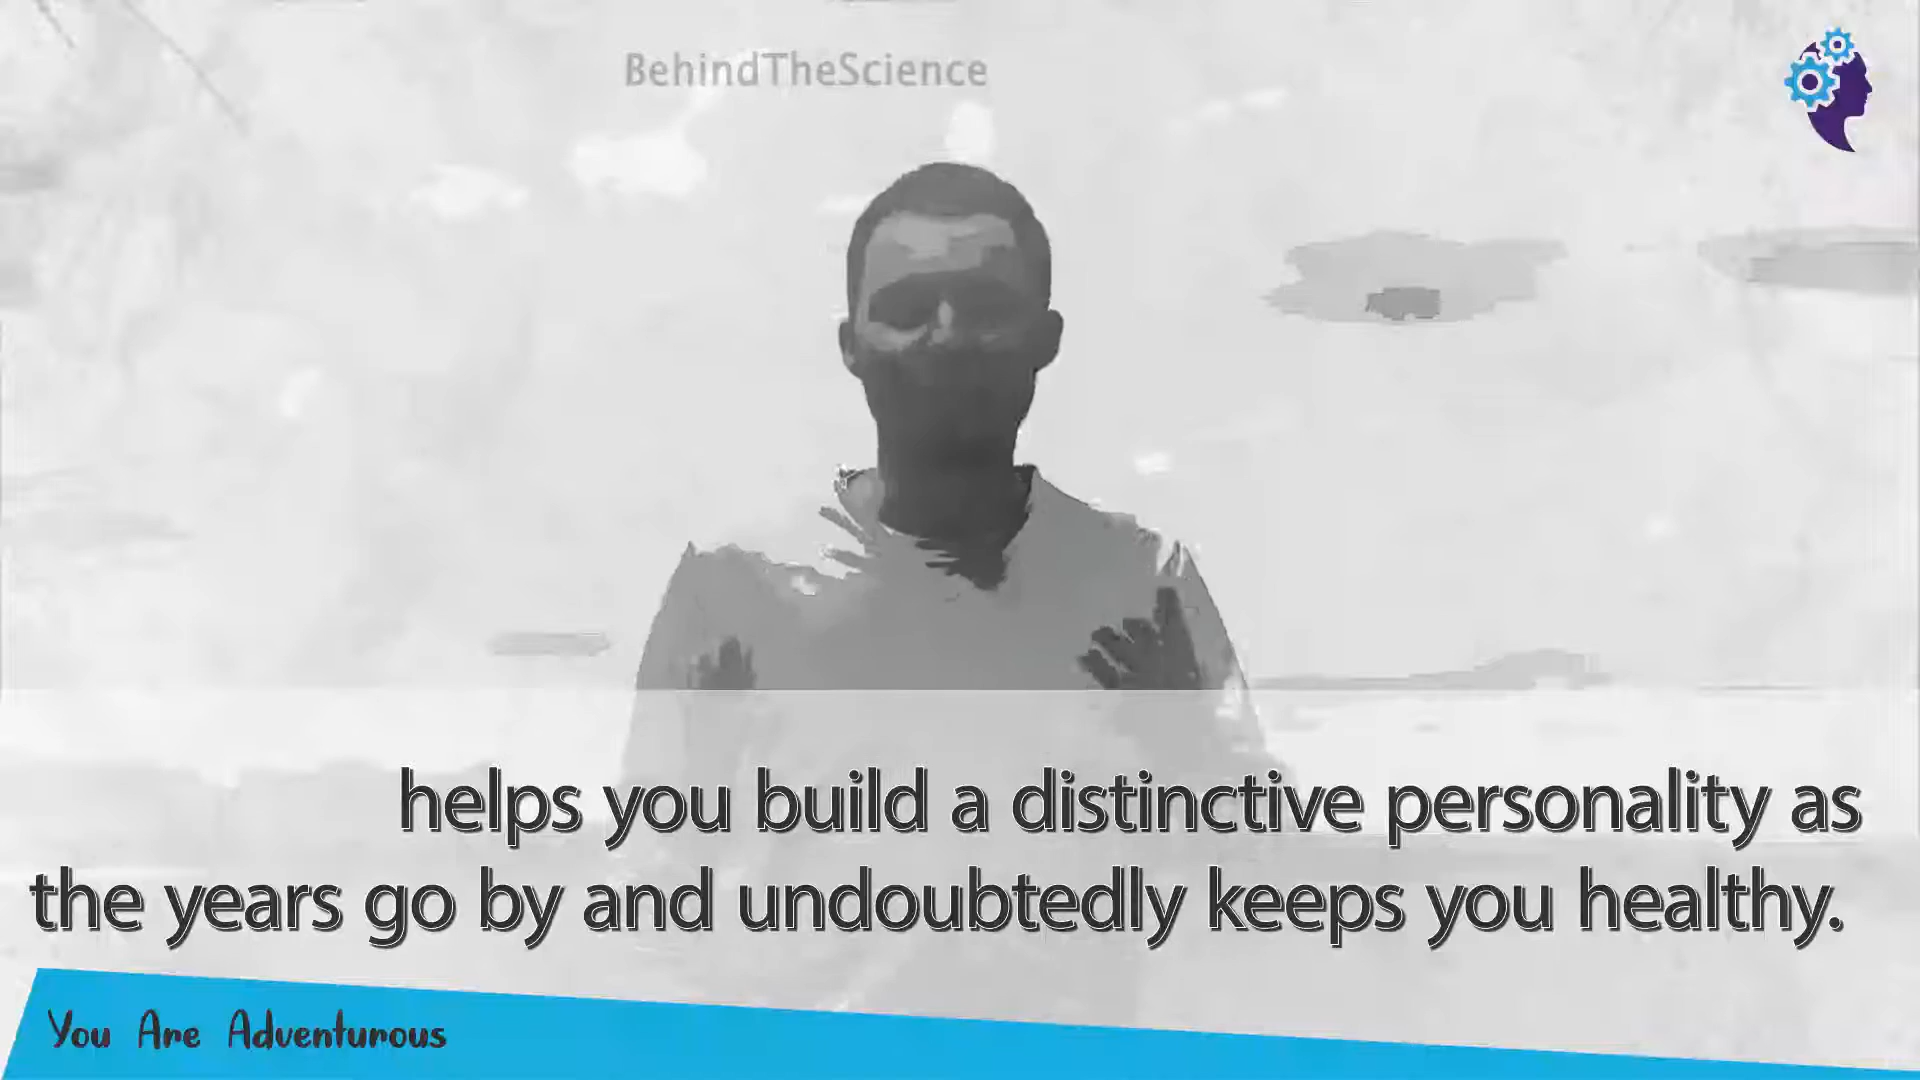 BehindTheScience
helps you build a distinctive personality as
the years go by and undoubtedly keeps you healthy.
You Are Adventurous